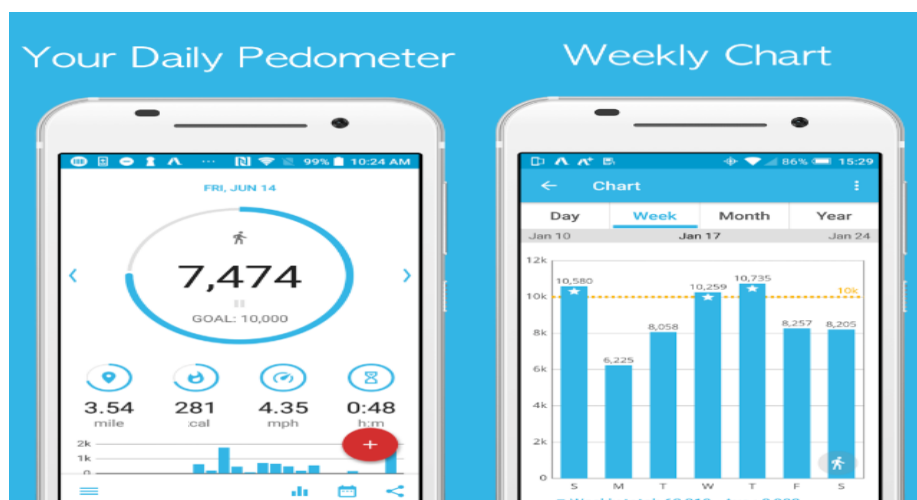 Your Daily Pedometer
99% 10:24 AM
FRI, JUN 14
7,474
GOAL: 10,000
3.54
mile
281
cal
4.35
mph
0:48
h:m
2k
1k
0
Weekly Chart
86% 15:29
Chart
Day Week Month Year
Jan 10 Jan 17 Jan 24
12k
10k
8k
6k
4k
2k
0
10k
10,580
6,225
8,058
10,259
10,735
8,257
8,205
S M T W T F S